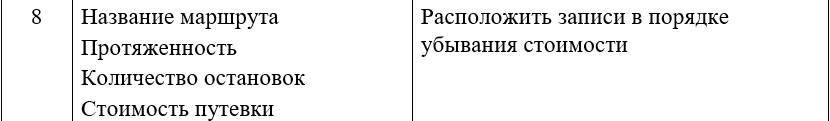 8
Название маршрута
Протяженность
Количество остановок
Стоимость путевки
Расположить записи в порядке
убывания стоимости